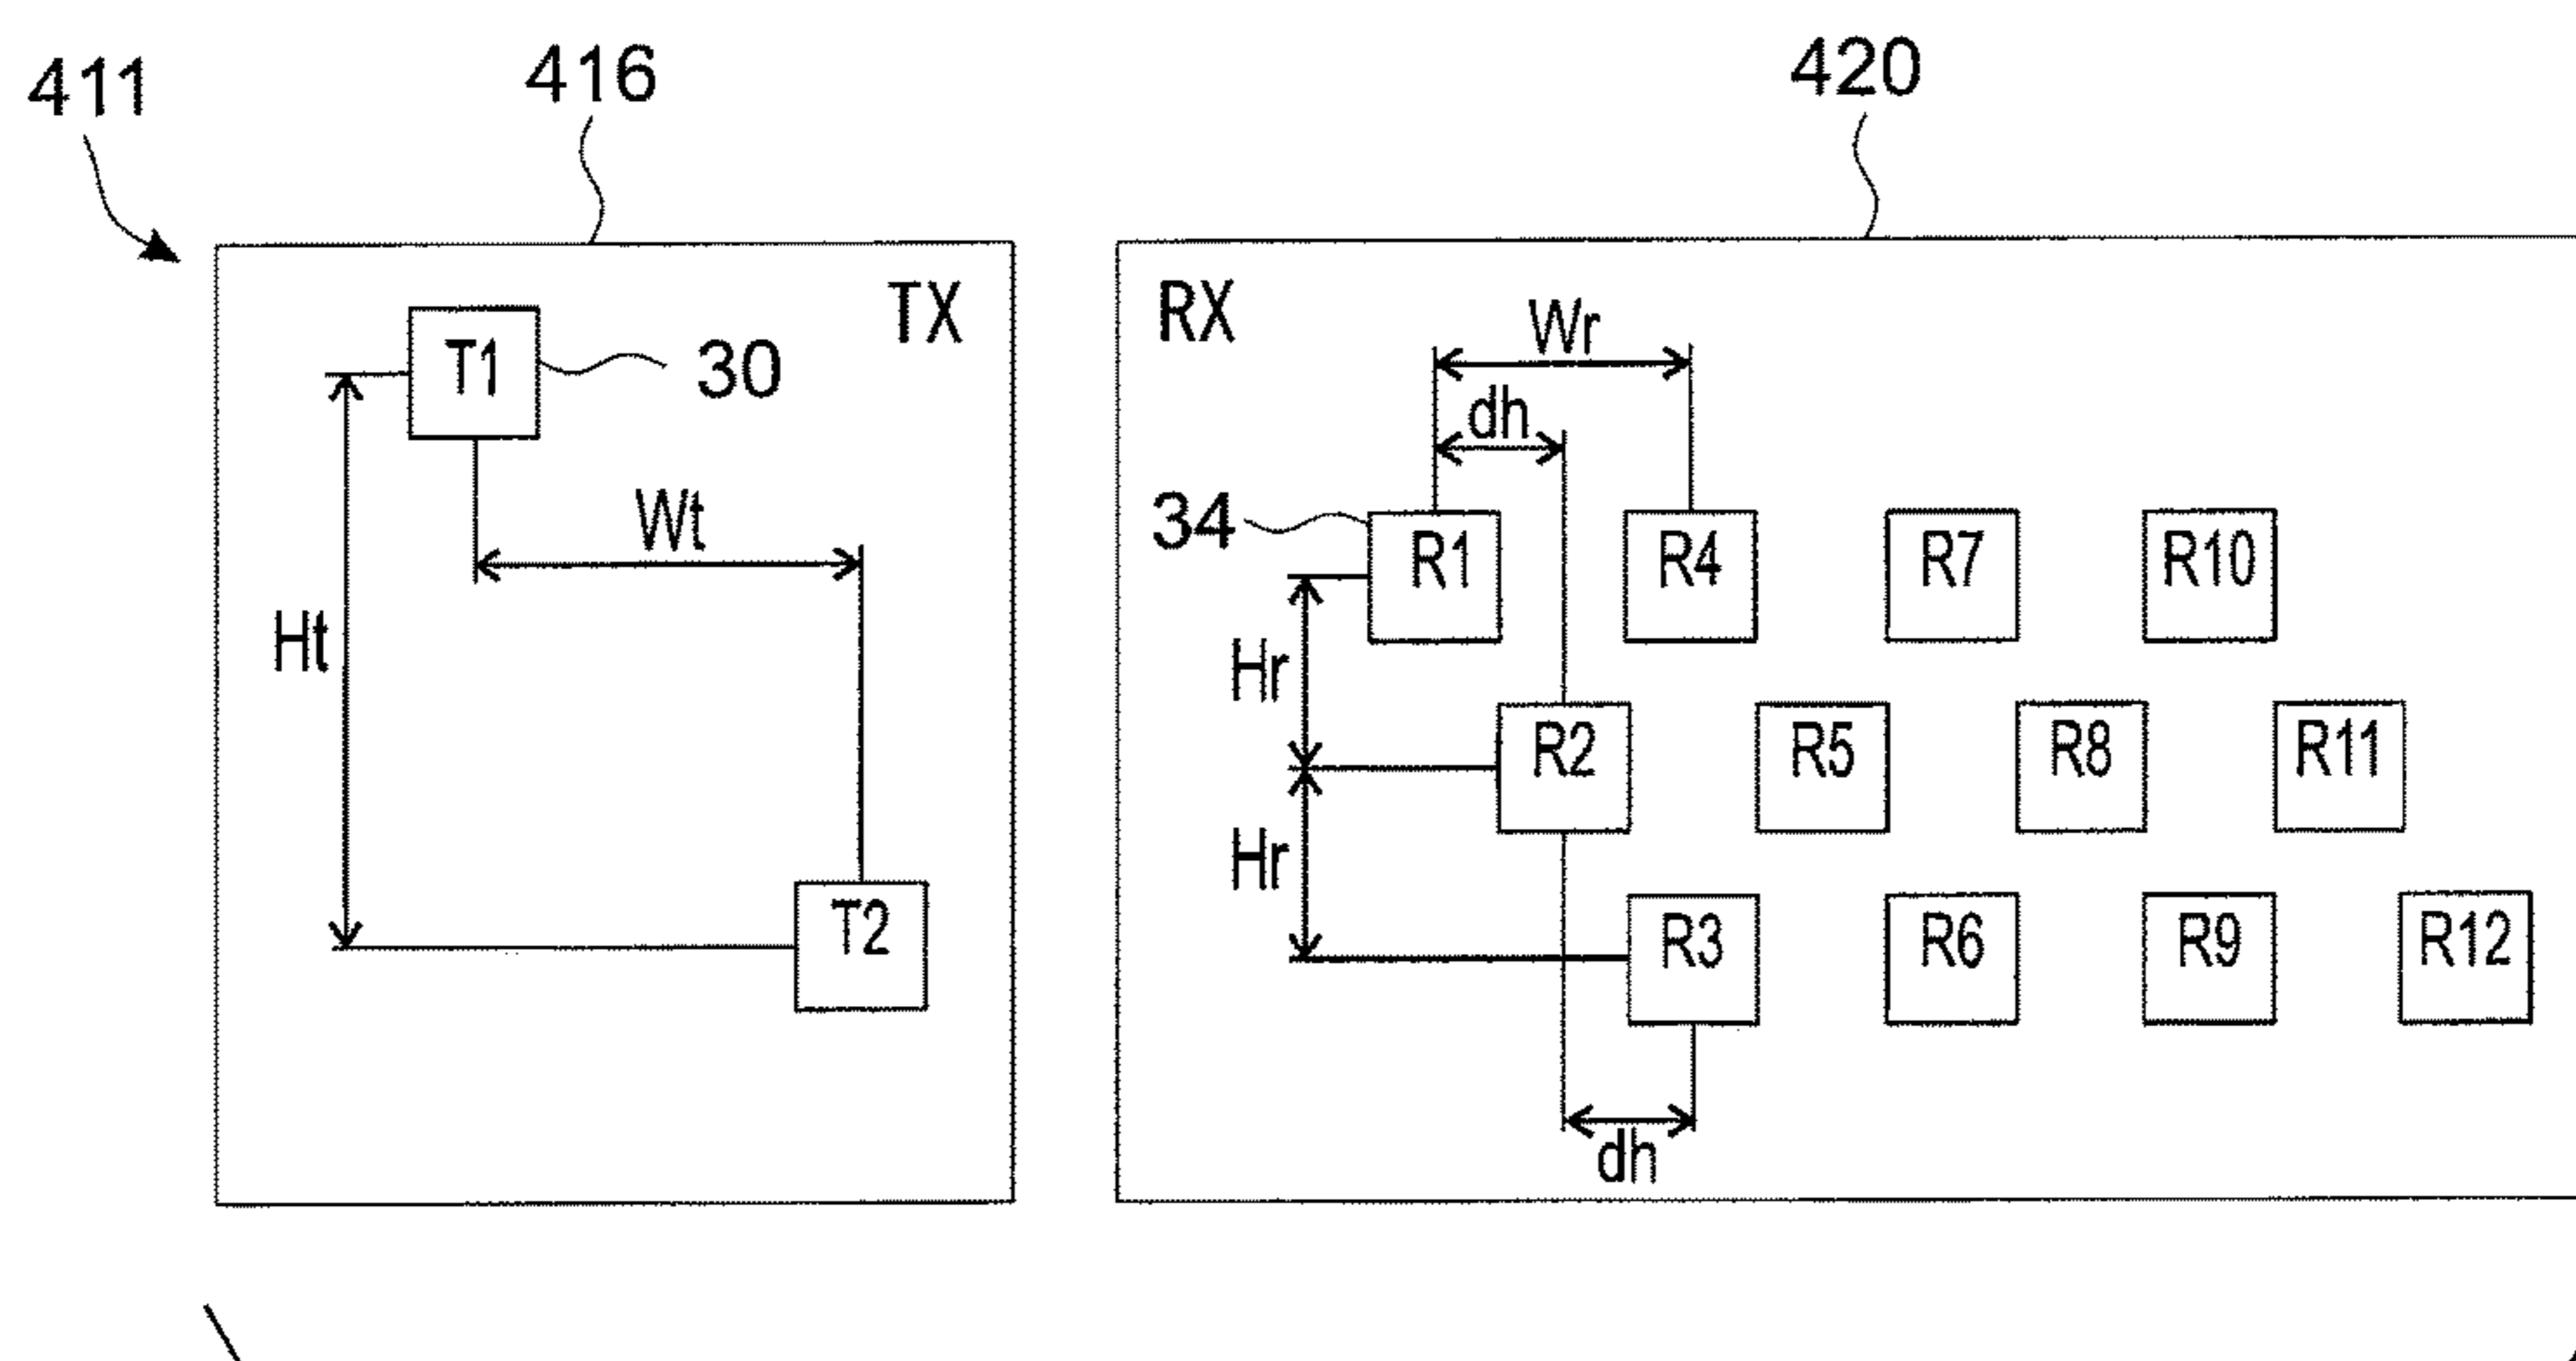 411
416
420
TX
RX
T1
30
Wr
dh
Wt
34
R1
R4
R7
R10
Ht
Hr
R2
R5
R8
R11
Hr
T2
R3
R6
R9
R12
dh